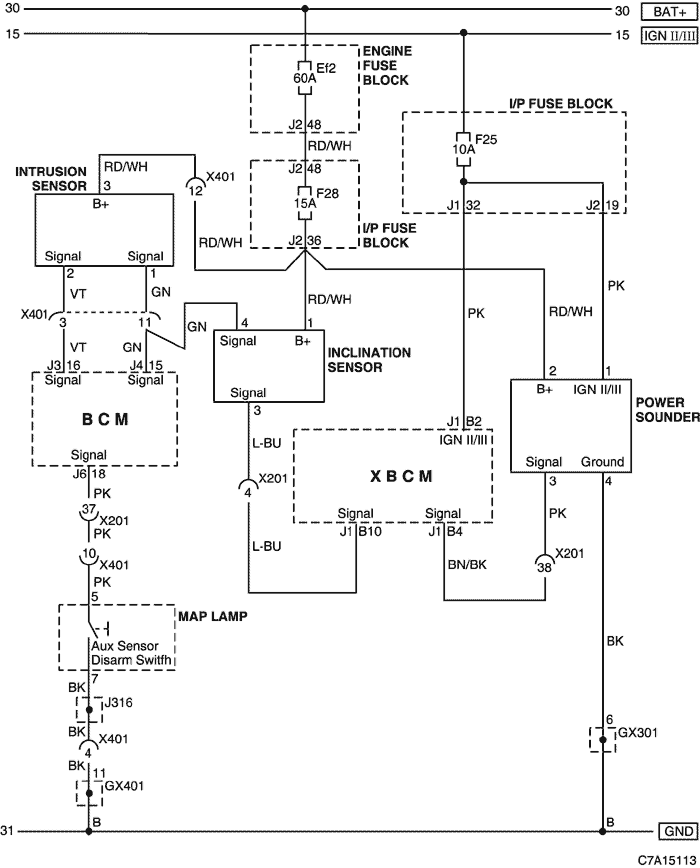 30
30 BAT+
15
15 IGN II/III
ENGINE
FUSE
BLOCK
Ef2
60A
J2 48
RD/WH
I/P FUSE BLOCK
F25
10A
J1 32
J2 19
J2 48
F28
15A
J2 36
I/P FUSE
BLOCK
INTRUSION
SENSOR
3
RD/WH
X401
12
B+
RD/WH
Signal
Signal
2
1
VT
GN
X401
3
11
VT
GN
GN
J3 16
J4 15
Signal
Signal
BCM
Signal
J6 18
PK
37
X201
PK
10
X401
PK
5
MAP LAMP
Aux Sensor
Disarm Switfh
7
BK
J316
BK
X401
4
BK
11
GX401
B
RD/WH
4
1
Signal
B+
INCLINATION
SENSOR
Signal
3
L-BU
X201
4
L-BU
PK
J1 B2
IGN II/III
XBCM
Signal
Signal
J1 B10
J1 B4
BN/BK
RD/WH
PK
2
1
B+
IGN II/III
POWER
SOUNDER
Signal
Ground
3
4
PK
X201
38
BK
6
GX301
B
31
GND
C7A15113